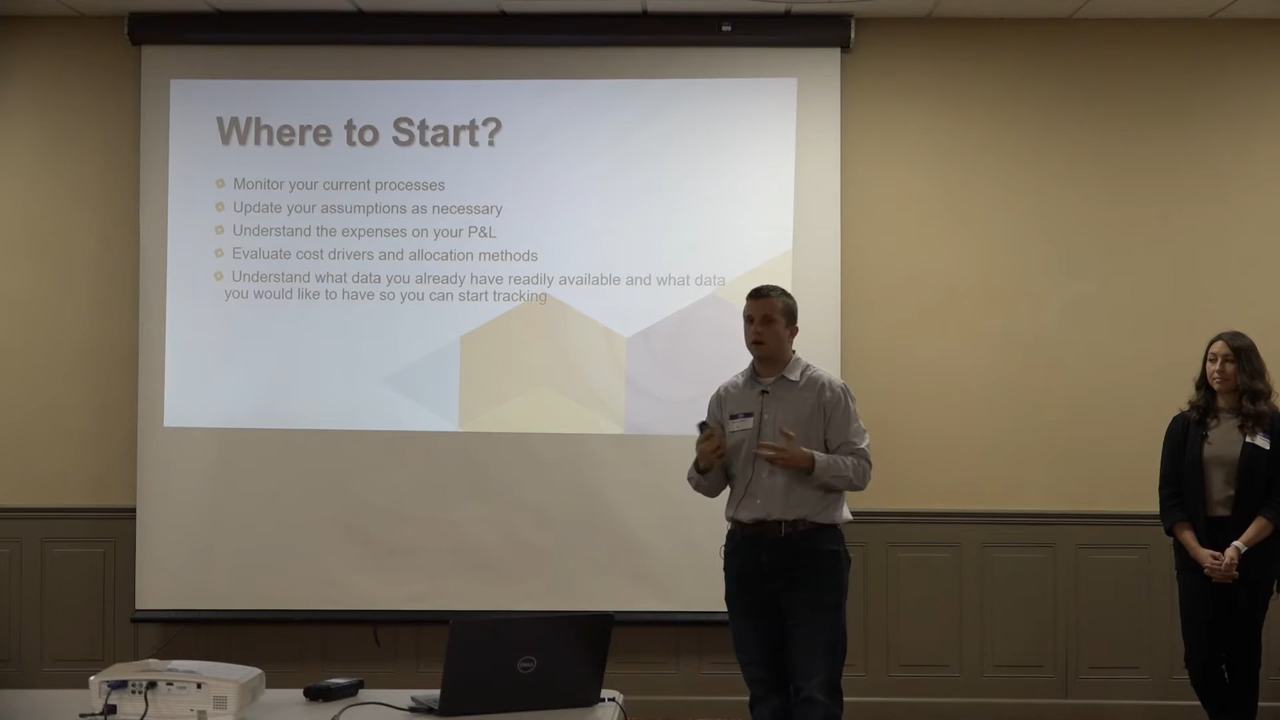 Where to Start?
Monitor your current processes
Update your assumptions as necessary
Understand the expenses on your P&L
Evaluate cost drivers and allocation methods
Understand what data you already have readily available and what data
you would like to have so you can start tracking
DELL